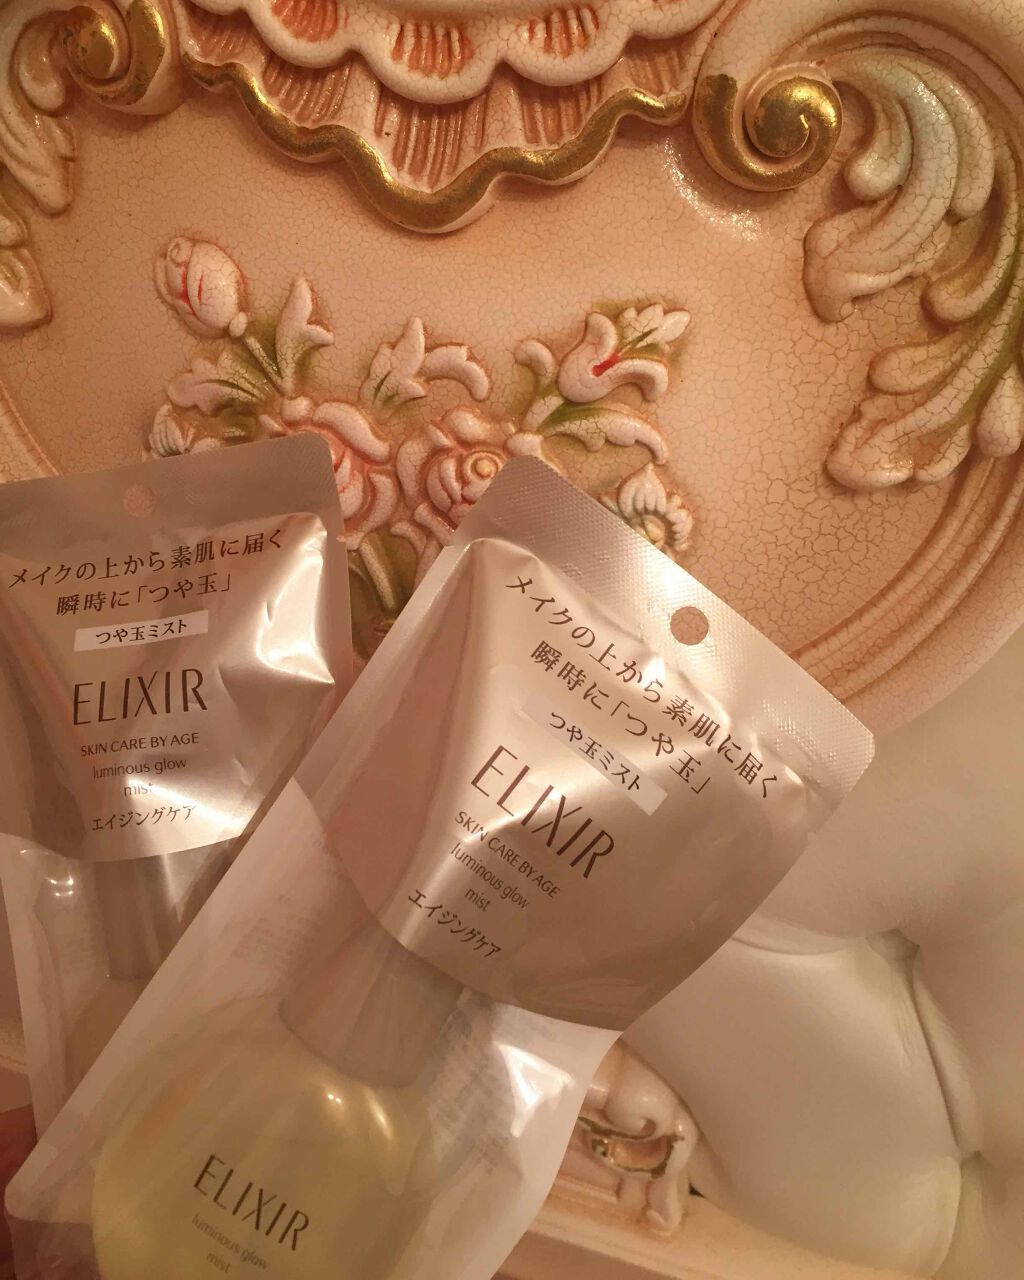 メイクの上から素肌に届く
瞬時に「つや玉」
つや玉ミスト
ELIXIR
SKIN CARE BY AGE
luminous glow
mist
エイジングケア
メイクの上から素肌に届く
瞬時に「つや玉」
つや玉ミスト
ELIXIR
SKIN CARE BY AGE
luminous glow
mist
エイジングケア
ELIXIR
luminous glow
mist